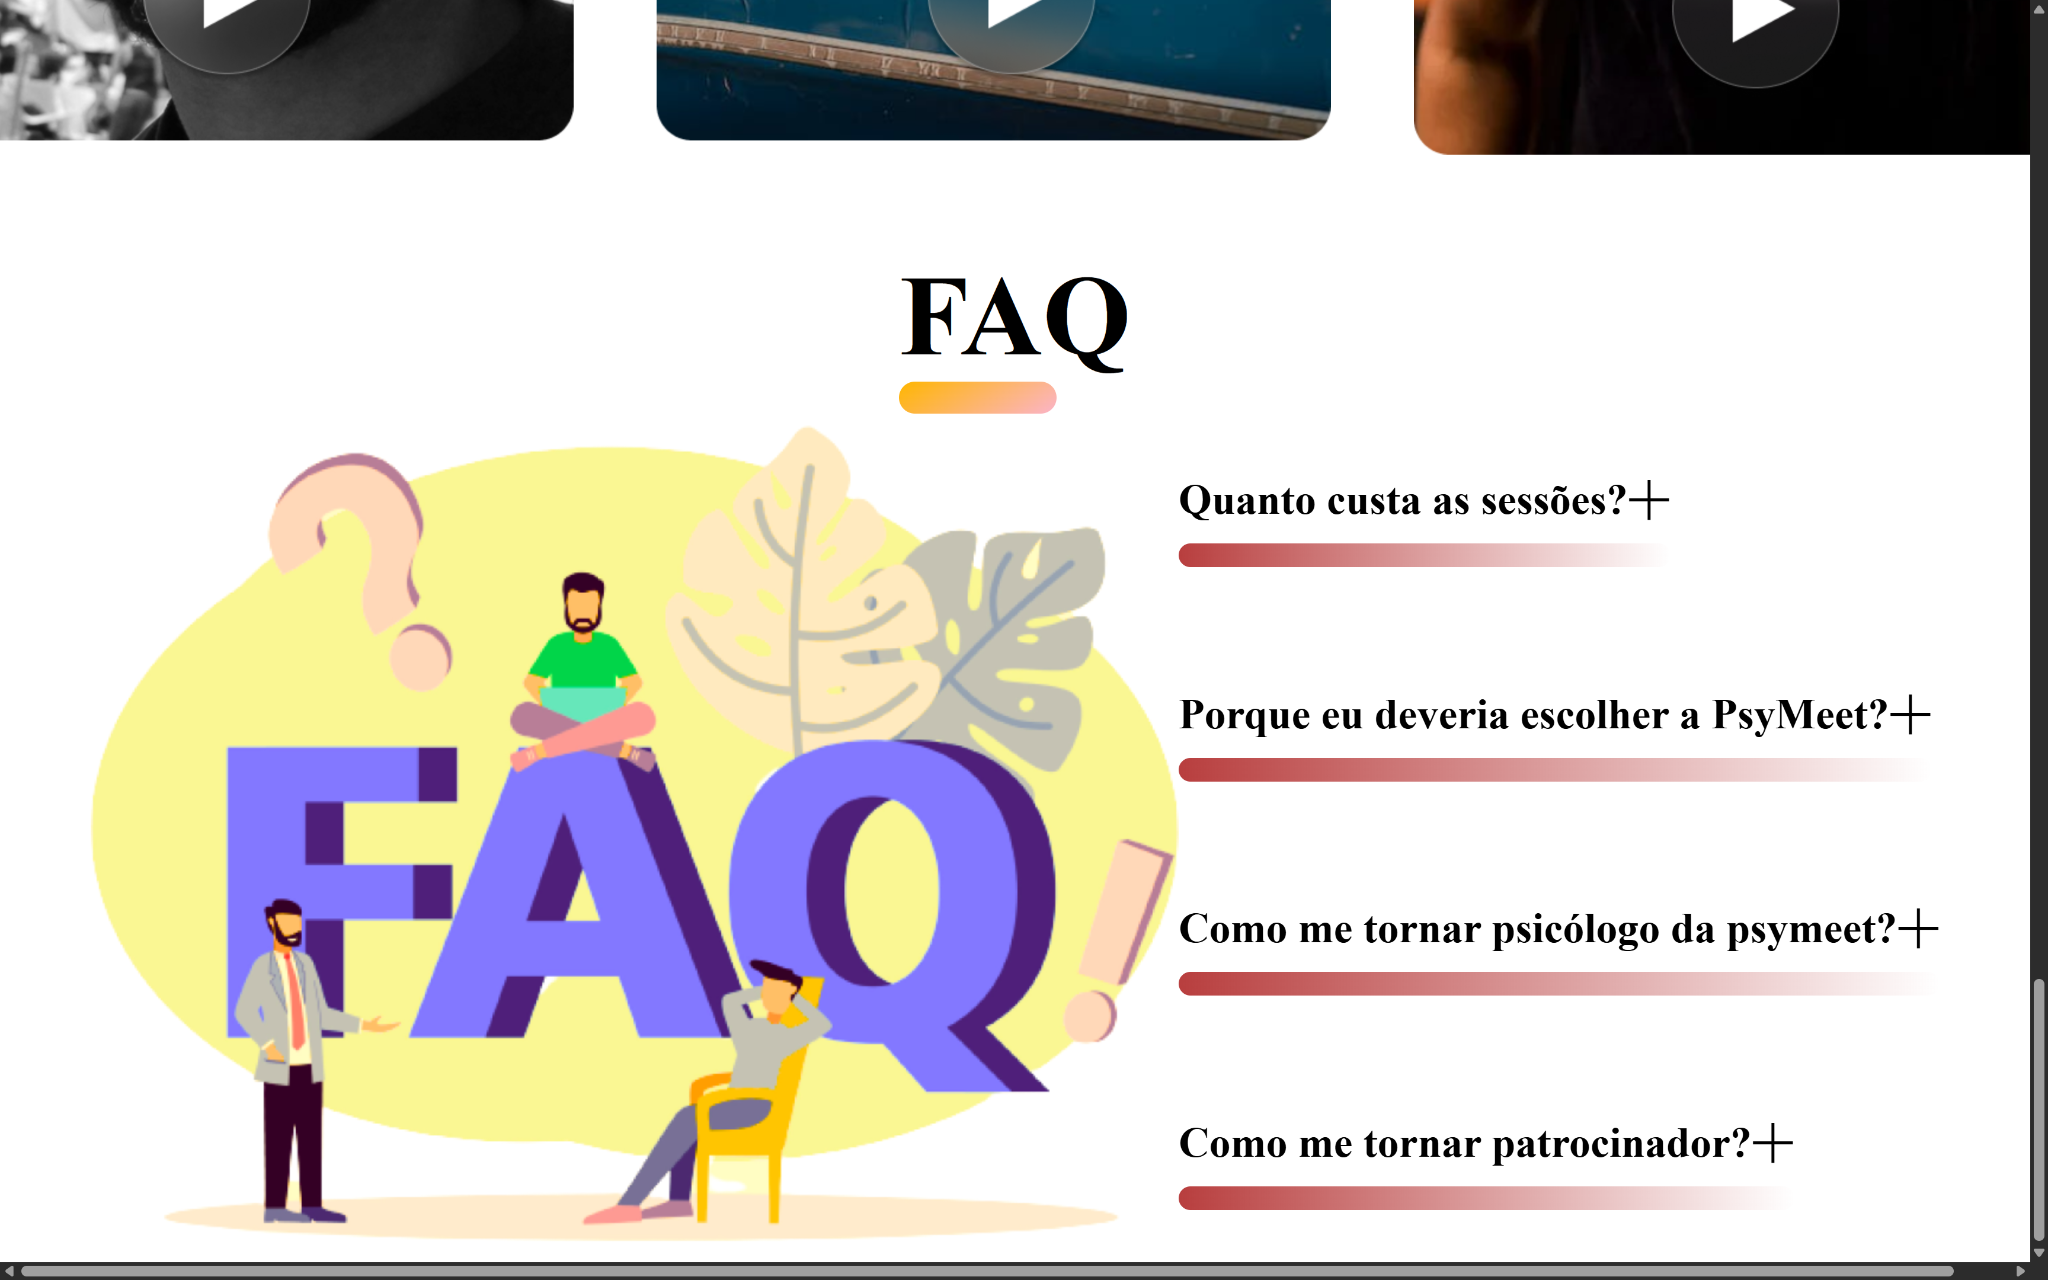 FAQ
Quanto custa as sessões?
Porque eu deveria escolher a PsyMeet?
Como me tornar psicólogo da psymeet?
Como me tornar patrocinador?
FAQ